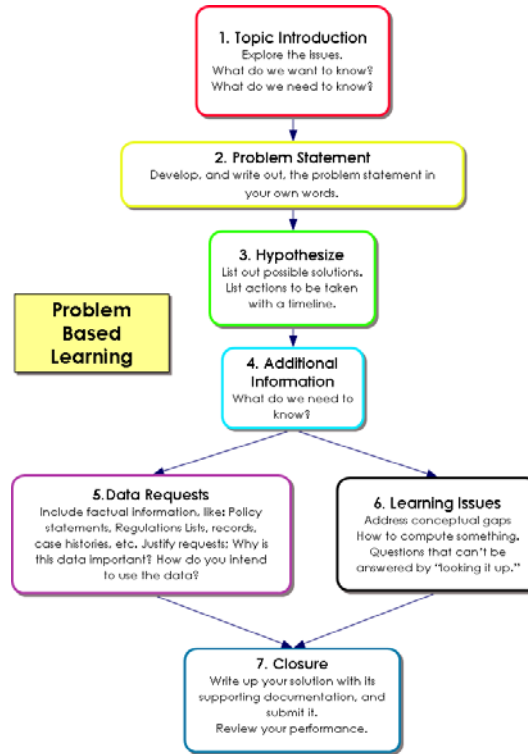 1. Topic Introduction
Explore the issues.
What do we want to know?
What do we need to know?
2. Problem Statement
Develop, and write out, the problem statement in
your own words.
3. Hypothesize
List out possible solutions.
List actions to be taken
with a timeline.
Problem
Based
Learning
4. Additional
Information
What do we need to
know?
5.Data Requests
Include factual information, like: Policy
statements, Regulations Lists, records,
case histories, etc. Justify requests; Why is
this data important? How do you intend
to use the data?
6. Learning Issues
Address conceptual gaps
How to compute something.
Questions that can't be
answered by "looking it up."
7. Closure
Write up your solution with its
supporting documentation, and
submit it.
Review your performance.